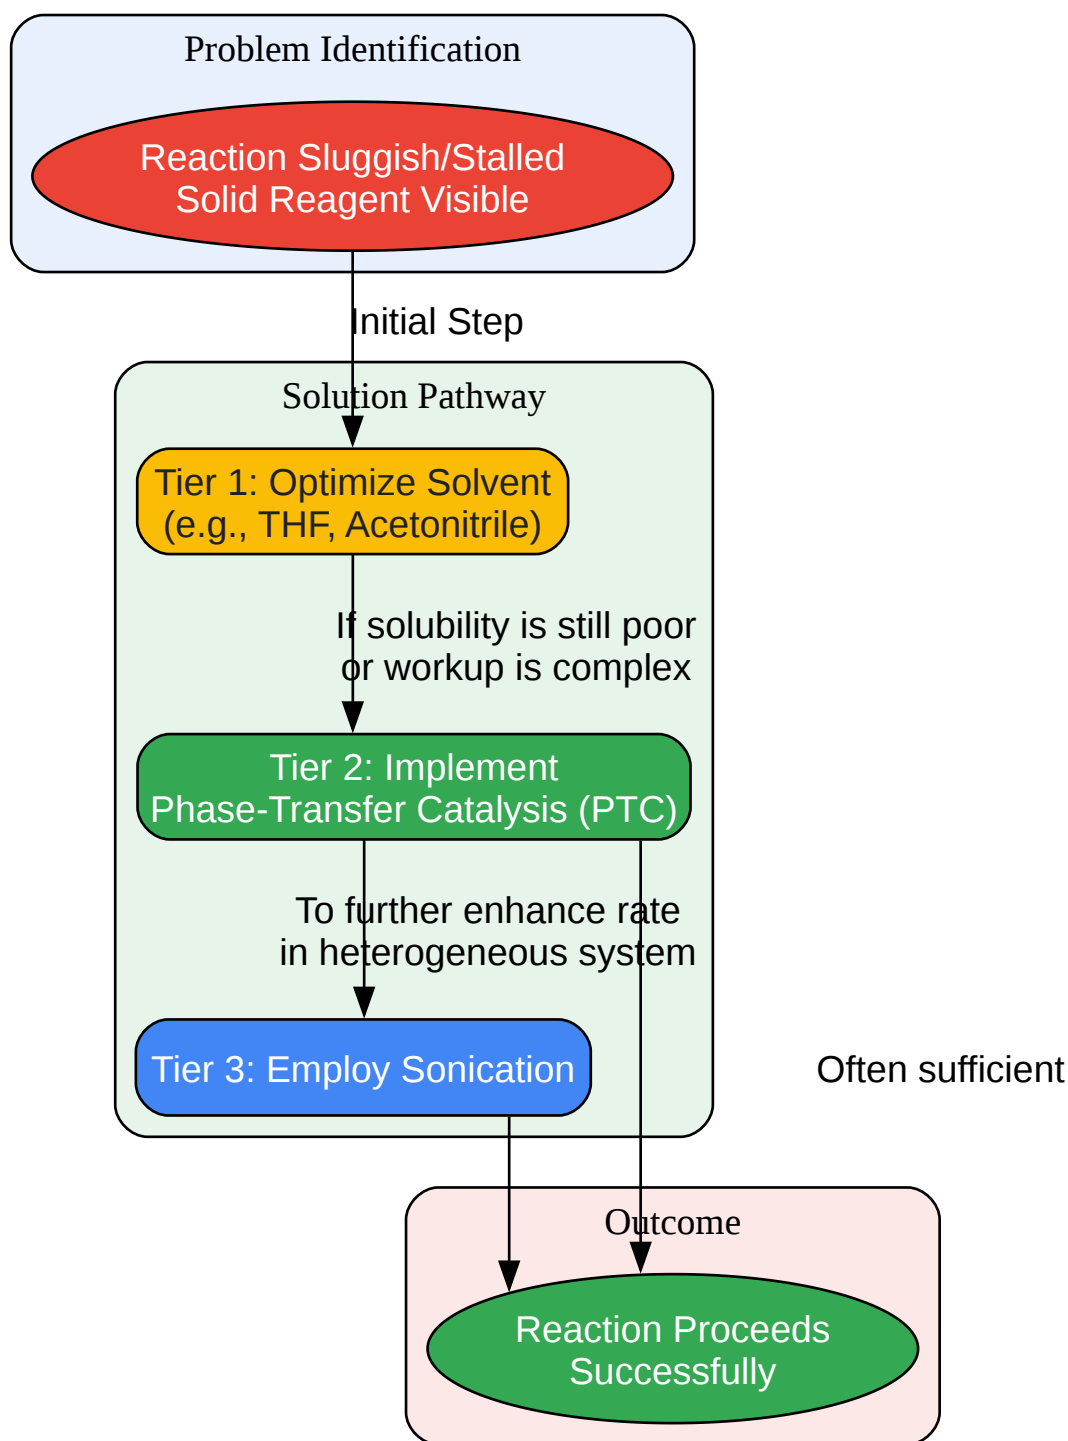 Problem Identification
Reaction Sluggish/Stalled
Solid Reagent Visible
Initial Step
Solution Pathway
Tier 1: Optimize Solvent
(e.g., THF, Acetonitrile)
If solubility is still poor
or workup is complex
Tier 2: Implement
Phase-Transfer Catalysis (PTC)
To further enhance rate
in heterogeneous system
Tier 3: Employ Sonication
Often sufficient
Outcome
Reaction Proceeds
Successfully